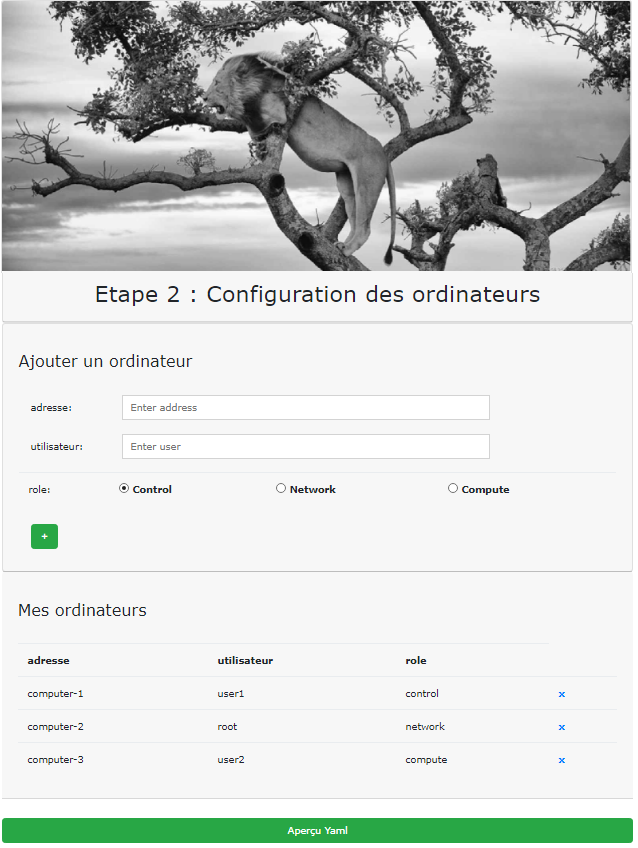 Etape 2 : Configuration des ordinateurs
Ajouter un ordinateur
adresse: Enter address
utilisateur: Enter user
role: Control Network Compute
+
Mes ordinateurs
adresse utilisateur role
computer-1 user1 control x
computer-2 root network x
computer-3 user2 compute x
Aperçu Yaml